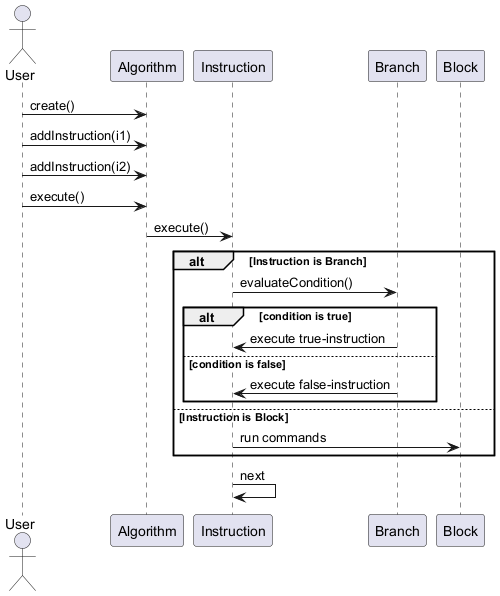 User
Algorithm
Instruction
Branch
Block
create()
addInstruction(i1)
addInstruction(i2)
execute()
execute()
alt
[Instruction is Branch]
evaluateCondition()
alt
[condition is true]
execute true-instruction
[condition is false]
execute false-instruction
[Instruction is Block]
run commands
next
User
Algorithm
Instruction
Branch
Block